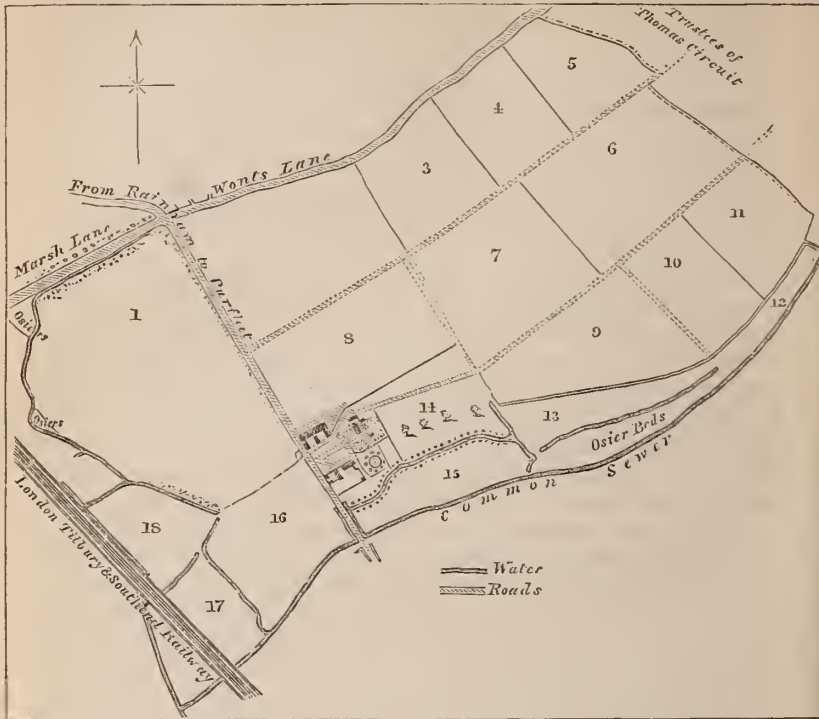 Trustees of
Thomas Circuit
5
4
6
Wonts Lane
3
From Rainham to Purfleet
11
Marsh Lane
7
10
12
1
Osiers
8
9
14
13
Osiers
Osier Beds
15
Common Sewer
16
18
Water
Roads
17
London Tilbury & Southend Railway